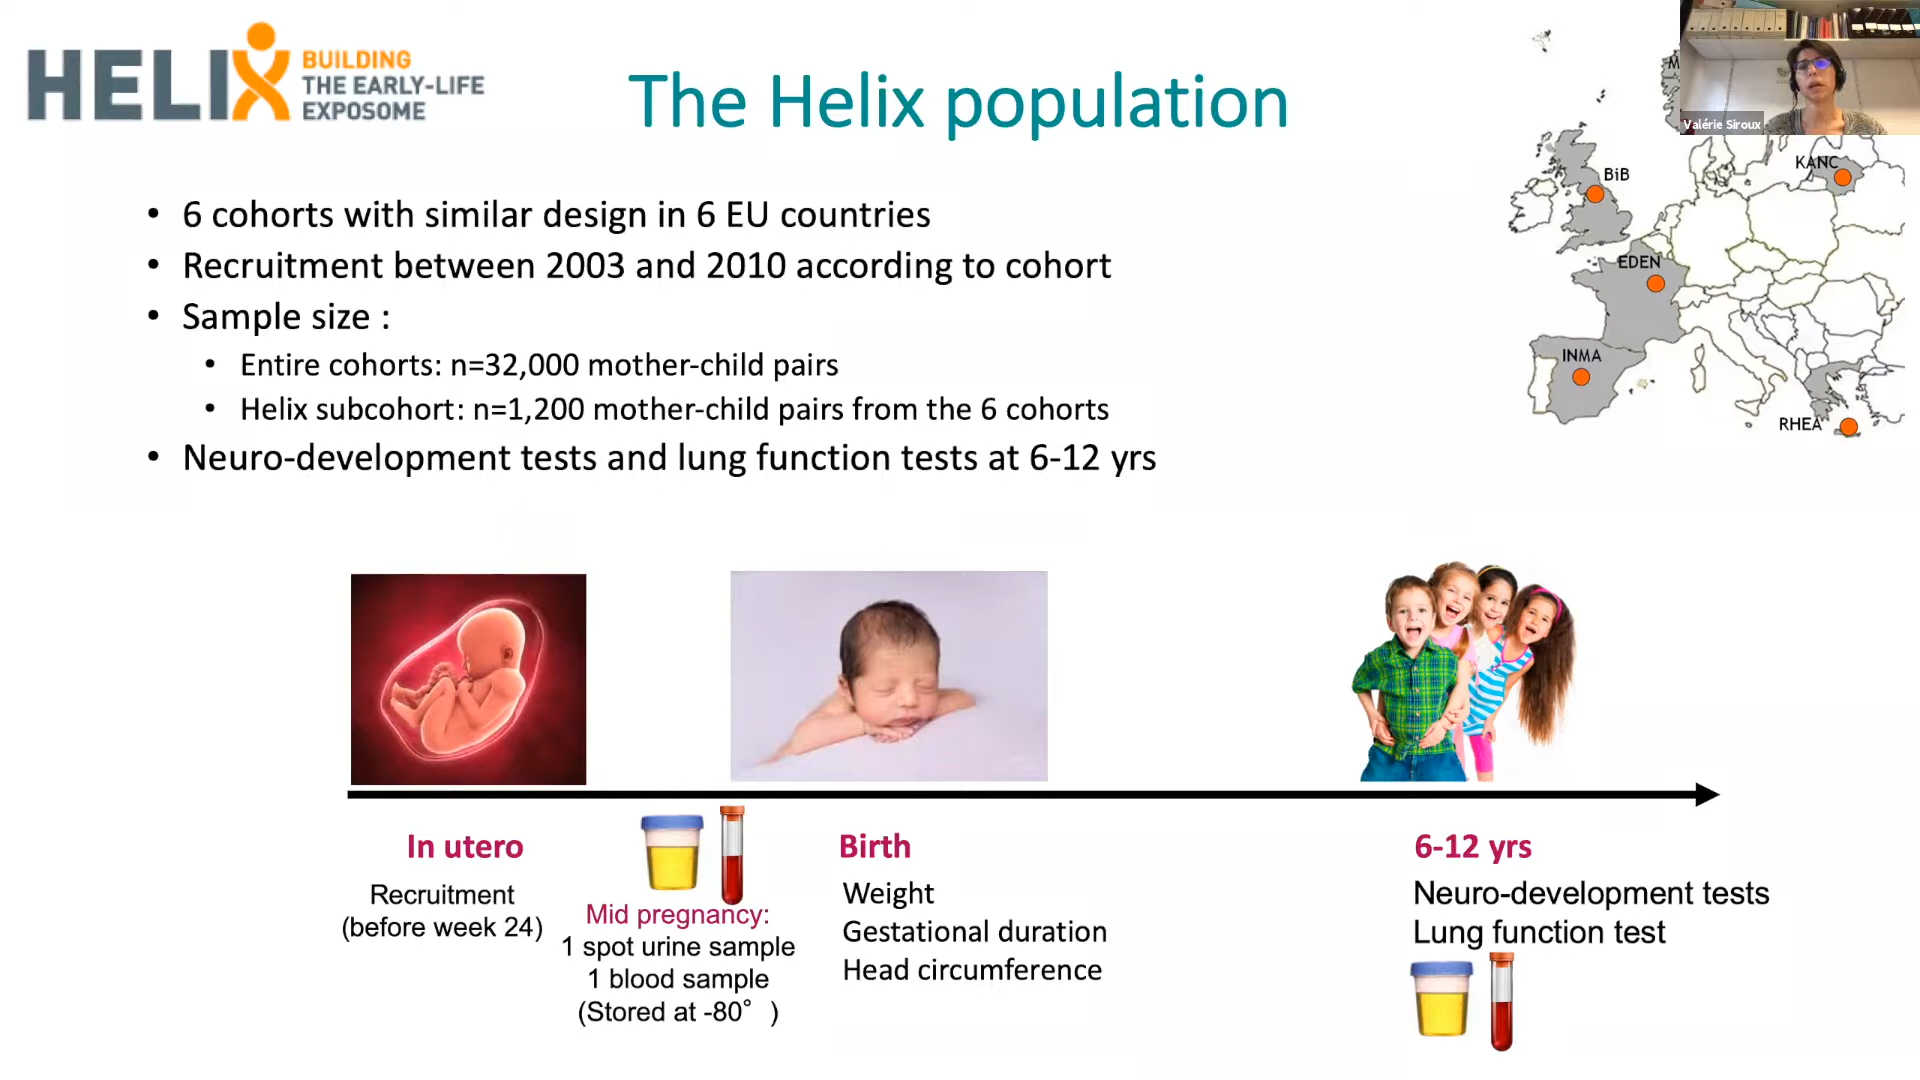 HELIX
BUILDING
THE EARLY-LIFE
EXPOSOME
The Helix population
Valérie Siroux
• 6 cohorts with similar design in 6 EU countries
• Recruitment between 2003 and 2010 according to cohort
• Sample size :
• Entire cohorts: n=32,000 mother-child pairs
• Helix subcohort: n=1,200 mother-child pairs from the 6 cohorts
• Neuro-development tests and lung function tests at 6-12 yrs
KANC
BiB
EDEN
INMA
RHEA
In utero
Recruitment
(before week 24)
Mid pregnancy:
1 spot urine sample
1 blood sample
(Stored at -80° )
Birth
Weight
Gestational duration
Head circumference
6-12 yrs
Neuro-development tests
Lung function test